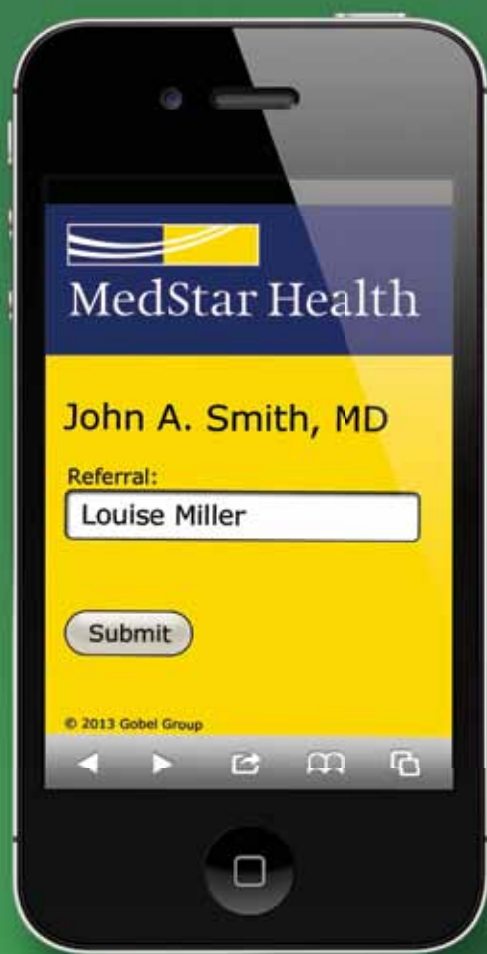 MedStar Health
John A. Smith, MD
Referral:
Louise Miller
Submit
© 2013 Gobel Group